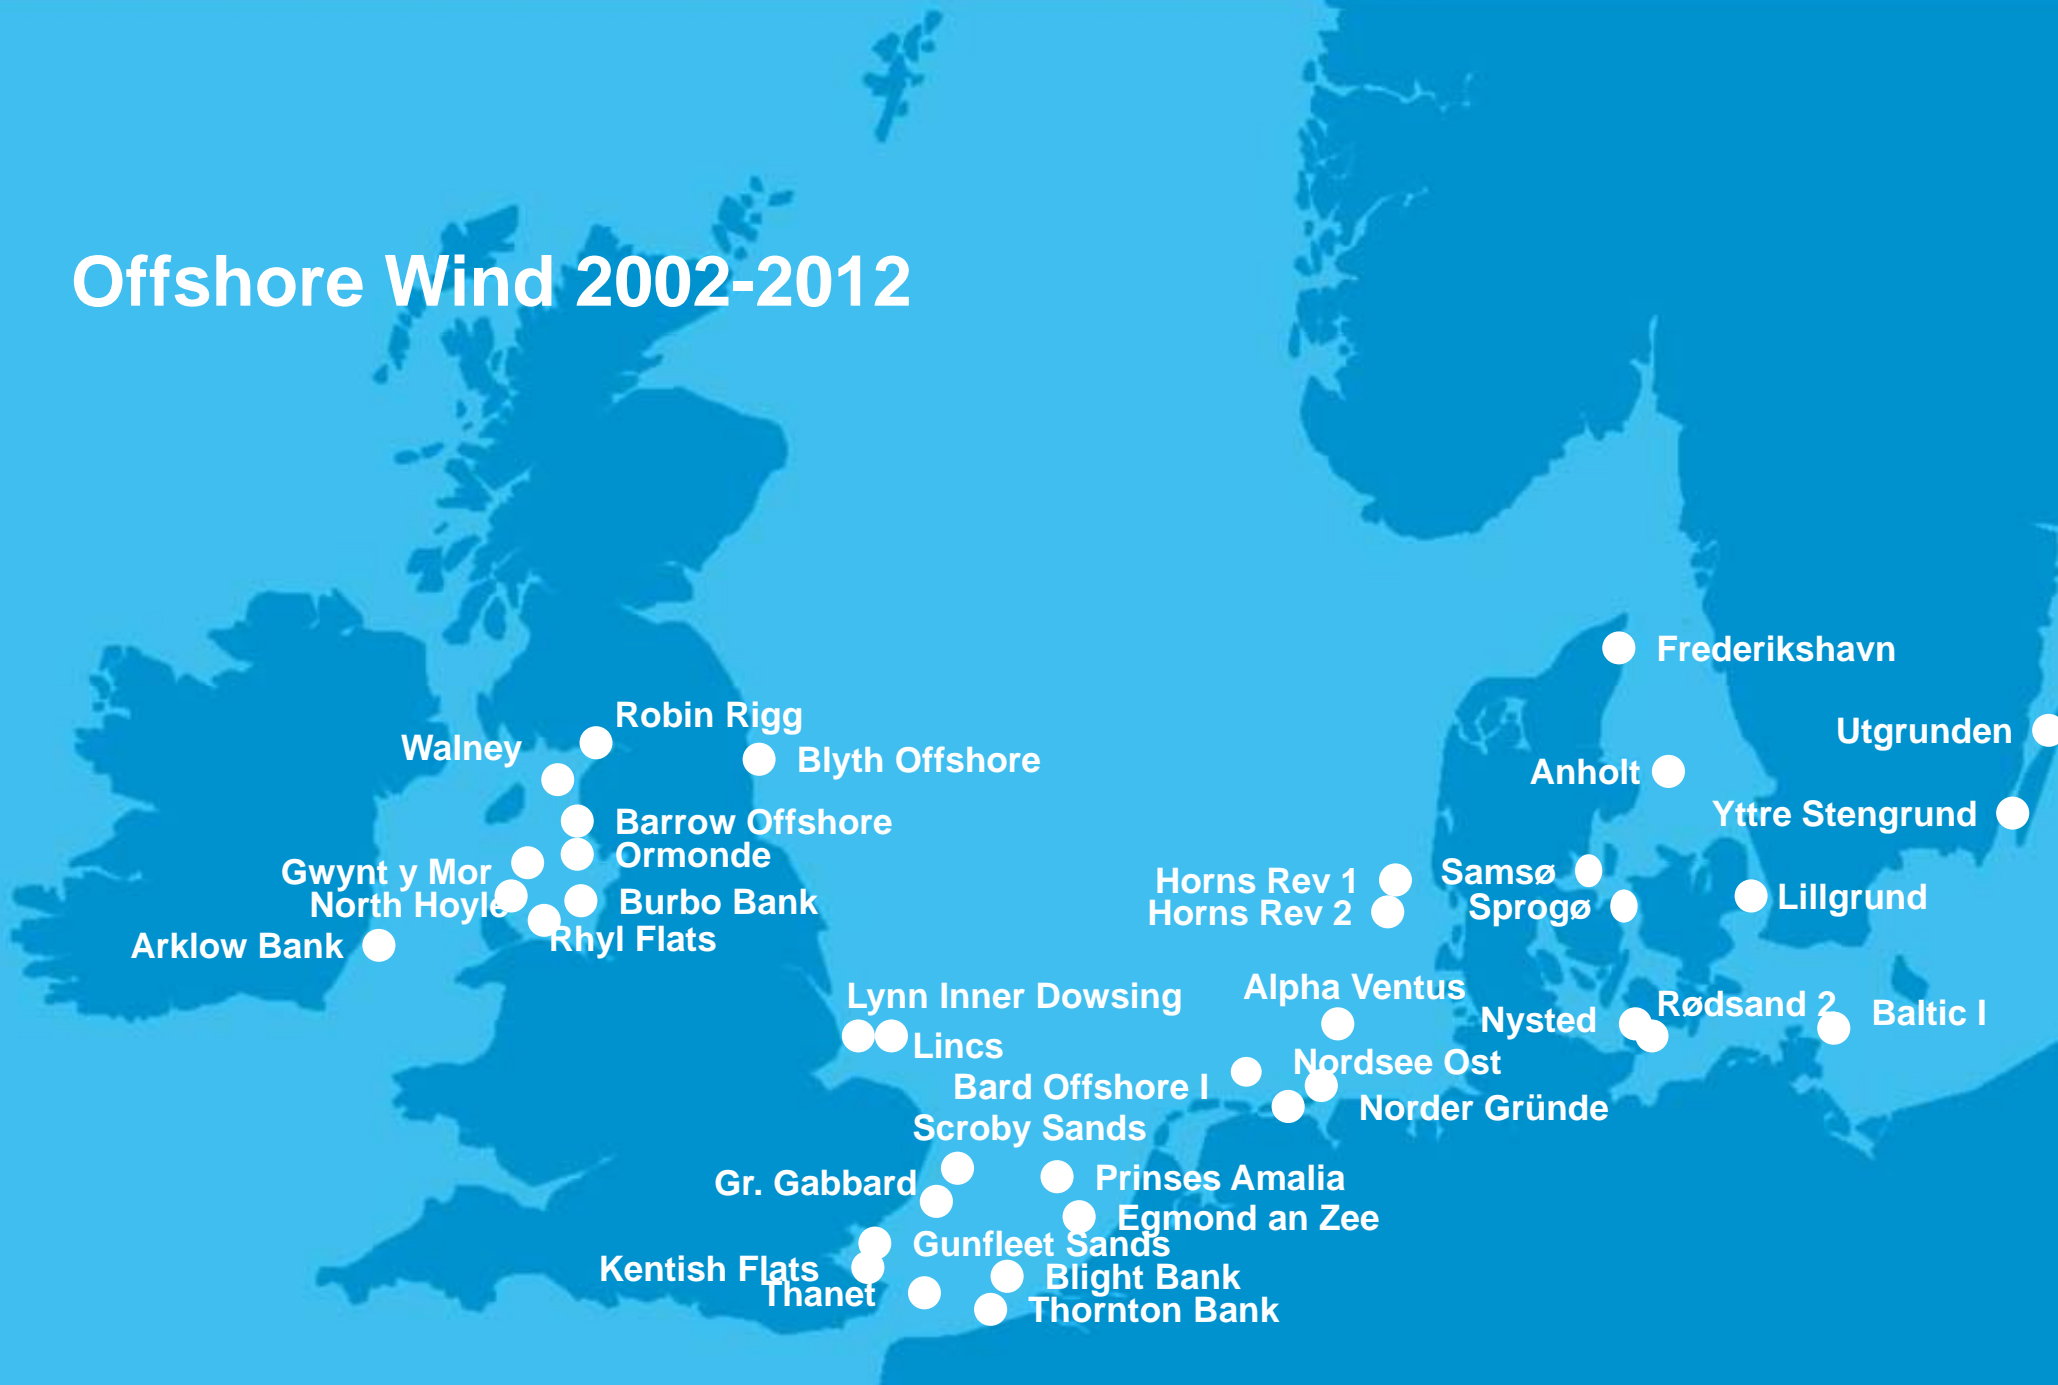 Offshore Wind 2002-2012
Frederikshavn
Robin Rigg
Utgrunden
Walney
Blyth Offshore
Anholt
Yttre Stengrund
Barrow Offshore
Ormonde
Gwynt y Mor
Horns Rev 1
Samsø
North Hoyle
Burbo Bank
Horns Rev 2
Sprogø
Lillgrund
Arklow Bank
Rhyl Flats
Lynn Inner Dowsing
Alpha Ventus
Rødsand 2
Nysted
Baltic I
Lincs
Nordsee Ost
Bard Offshore I
Norder Gründe
Scroby Sands
Gr. Gabbard
Prinses Amalia
Egmond an Zee
Gunfleet Sands
Kentish Flats
Blight Bank
Thanet
Thornton Bank